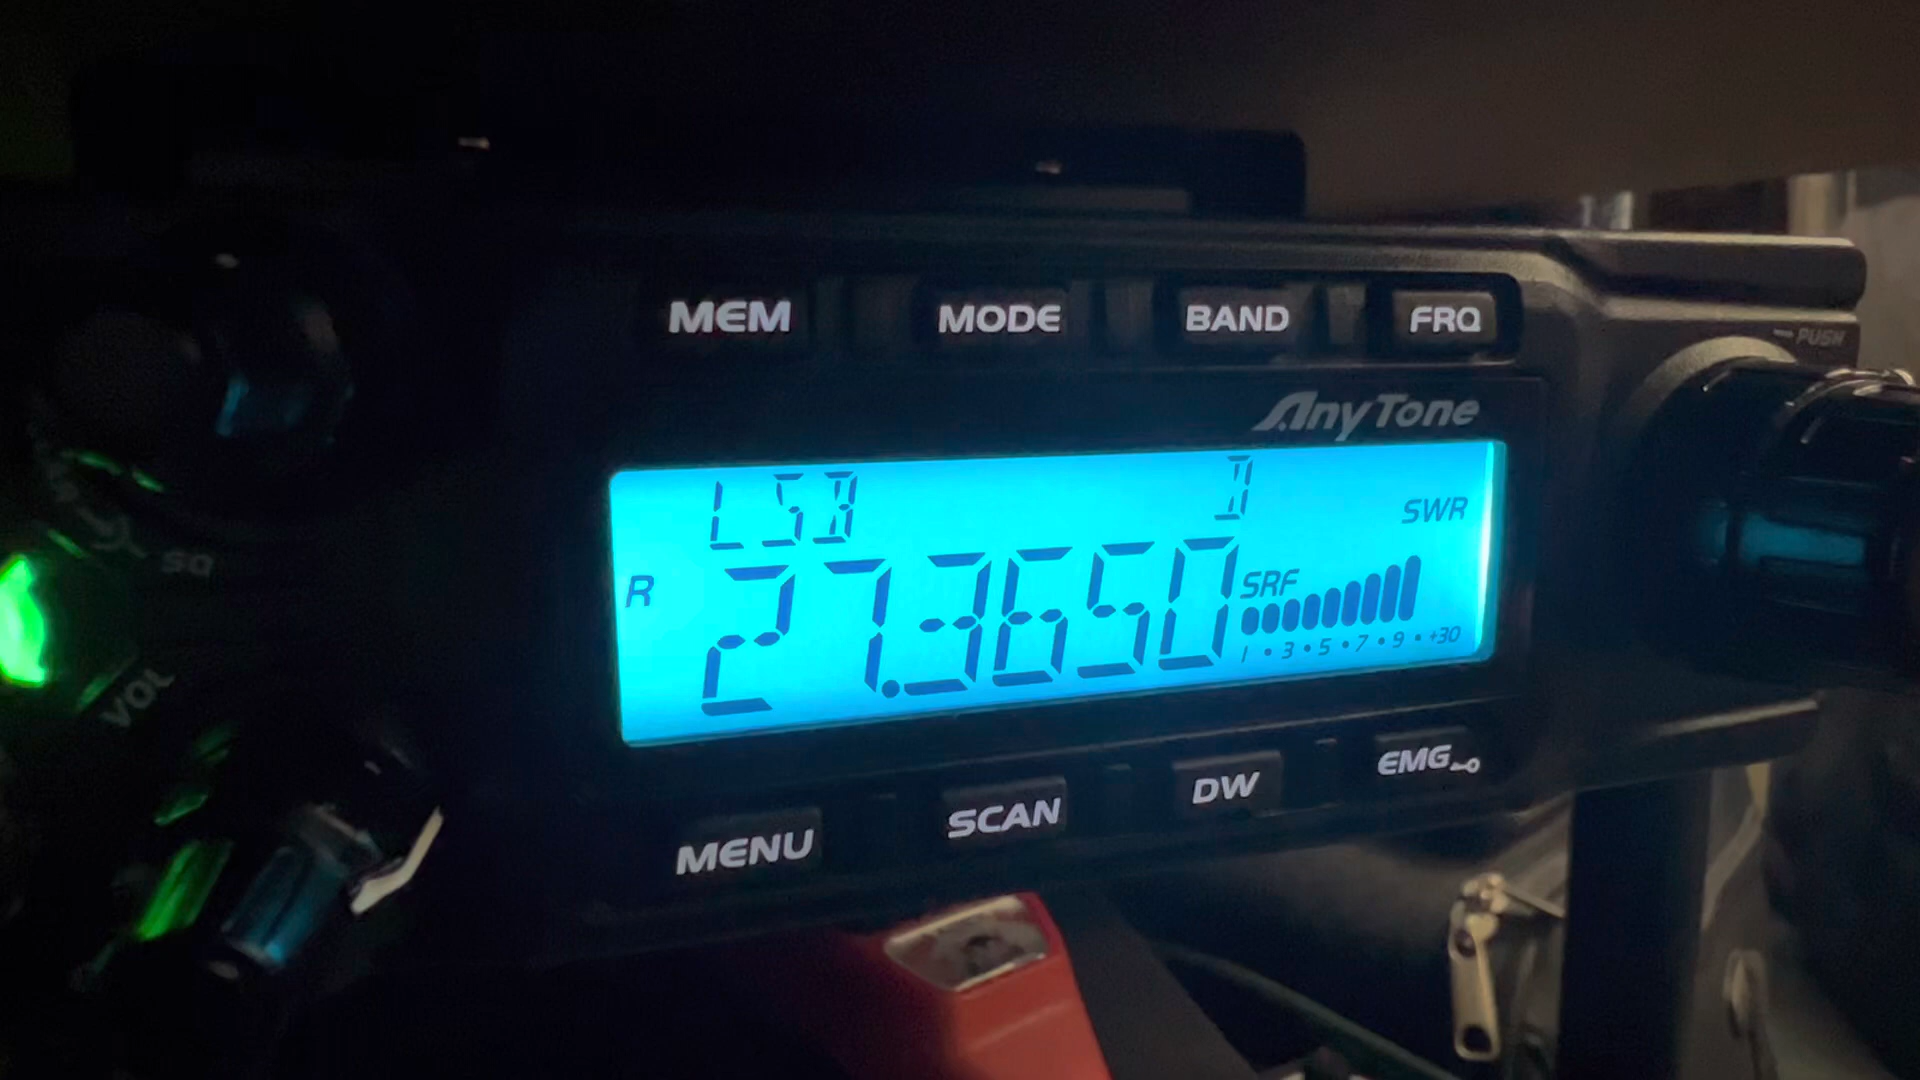 MEM MODE BAND FRQ
PUSH
AnyTone
LSB D
SWR
R 27.3650 SRF
1 • 3 • 5 • 7 • 9 • +30
SQ
VOL
MENU SCAN DW EMG